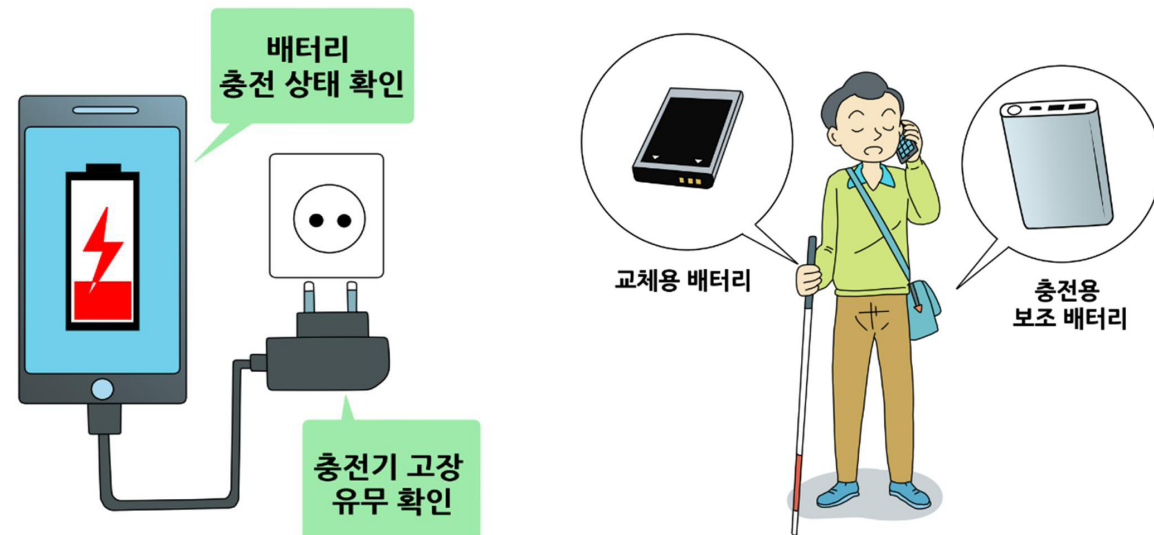 배터리
충전 상태 확인
충전기 고장
유무 확인
교체용 배터리
충전용
보조 배터리